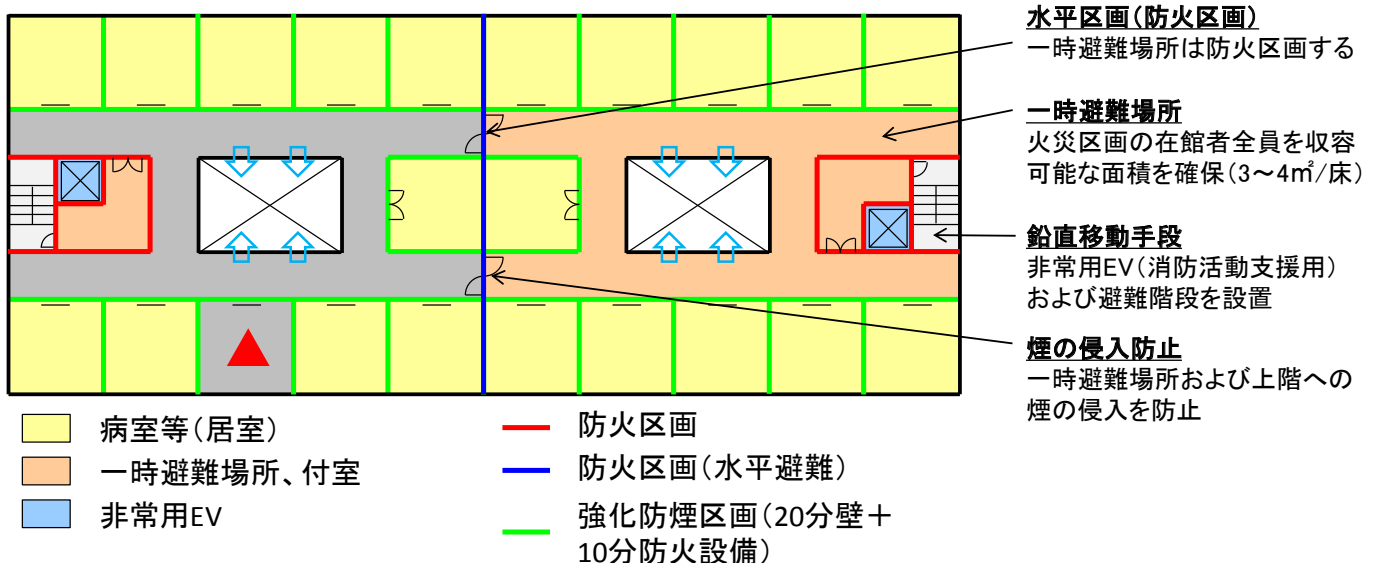 水平区画(防火区画)
一時避難場所は防火区画する
一時避難場所
火災区画の在館者全員を収容
可能な面積を確保(3～4㎡/床)
鉛直移動手段
非常用EV(消防活動支援用)
および避難階段を設置
煙の侵入防止
一時避難場所および上階への
煙の侵入を防止
病室等(居室)
一時避難場所、付室
非常用EV
防火区画
防火区画(水平避難)
強化防煙区画(20分壁＋
10分防火設備)